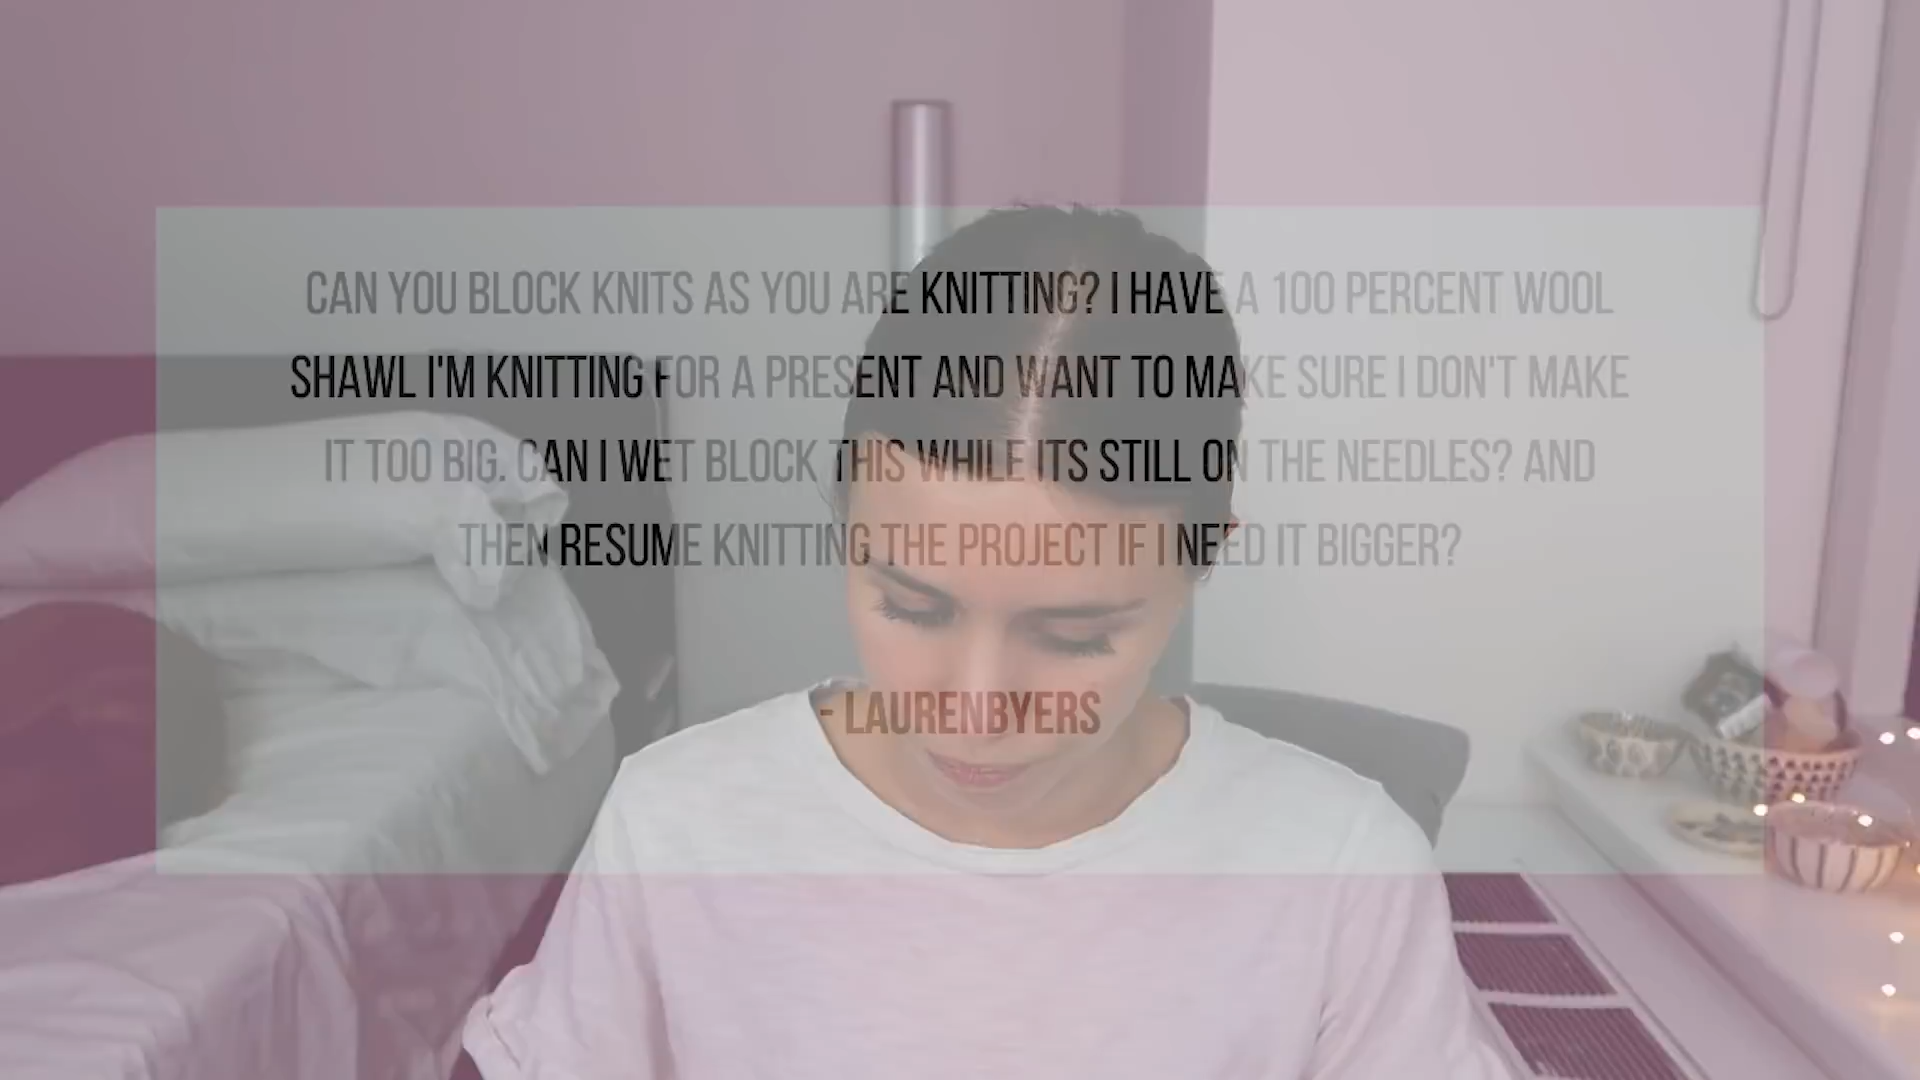 CAN YOU BLOCK KNITS AS YOU ARE KNITTING? I HAVE A 100 PERCENT WOOL
SHAWL I'M KNITTING FOR A PRESENT AND WANT TO MAKE SURE I DON'T MAKE
IT TOO BIG. CAN I WET BLOCK THIS WHILE ITS STILL ON THE NEEDLES? AND
THEN RESUME KNITTING THE PROJECT IF I NEED IT BIGGER?
- LAURENBYERS